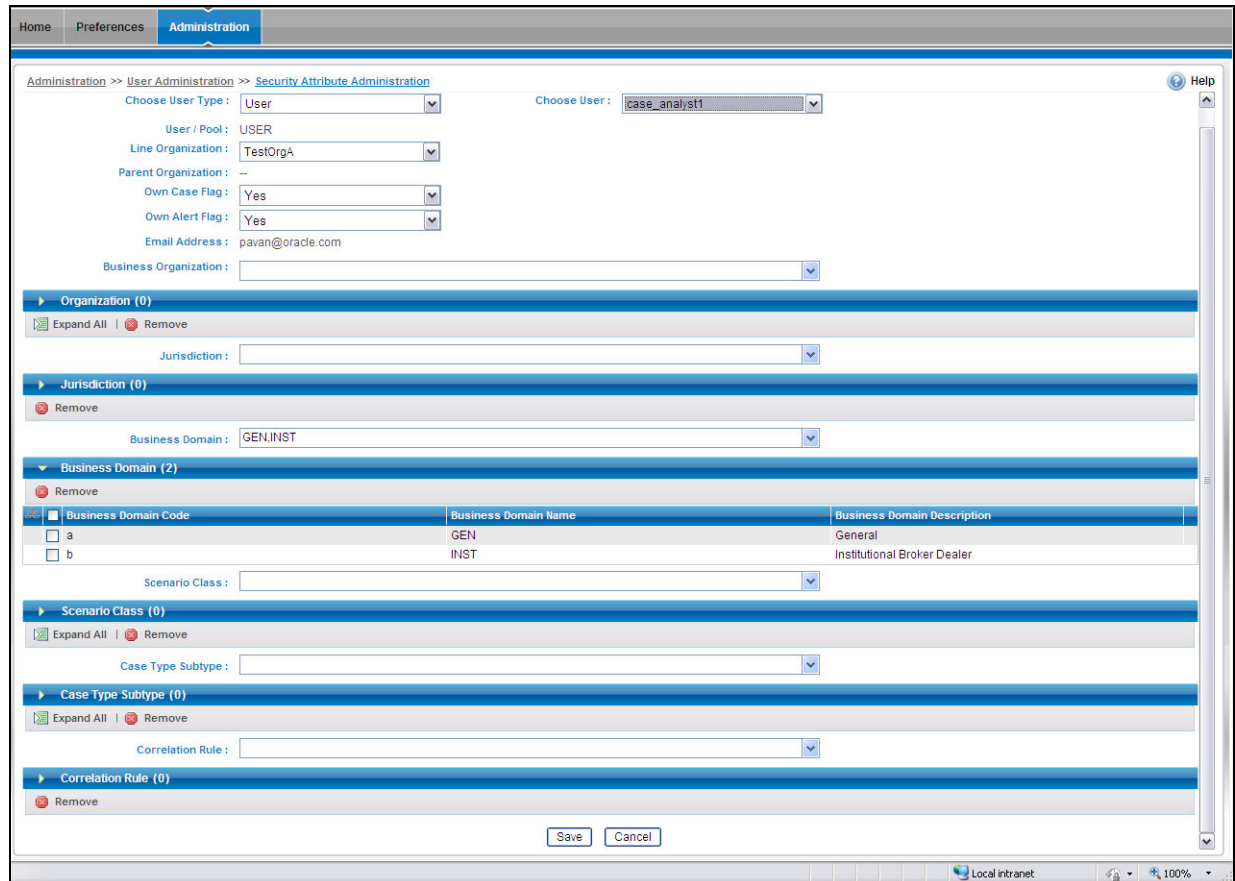 Home Preferences Administration
Administration >> User Administration >> Security Attribute Administration Help
Choose User Type : User Choose User : case_analyst1
User / Pool : USER
Line Organization : TestOrgA
Parent Organization : --
Own Case Flag : Yes
Own Alert Flag : Yes
Email Address : pavan@oracle.com
Business Organization :
Organization (0)
Expand All | Remove
Jurisdiction :
Jurisdiction (0)
Remove
Business Domain : GEN,INST
Business Domain (2)
Remove
Business Domain Code Business Domain Name Business Domain Description
a GEN General
b INST Institutional Broker Dealer
Scenario Class :
Scenario Class (0)
Expand All | Remove
Case Type Subtype :
Case Type Subtype (0)
Expand All | Remove
Correlation Rule :
Correlation Rule (0)
Remove
Save Cancel
Local intranet 100%